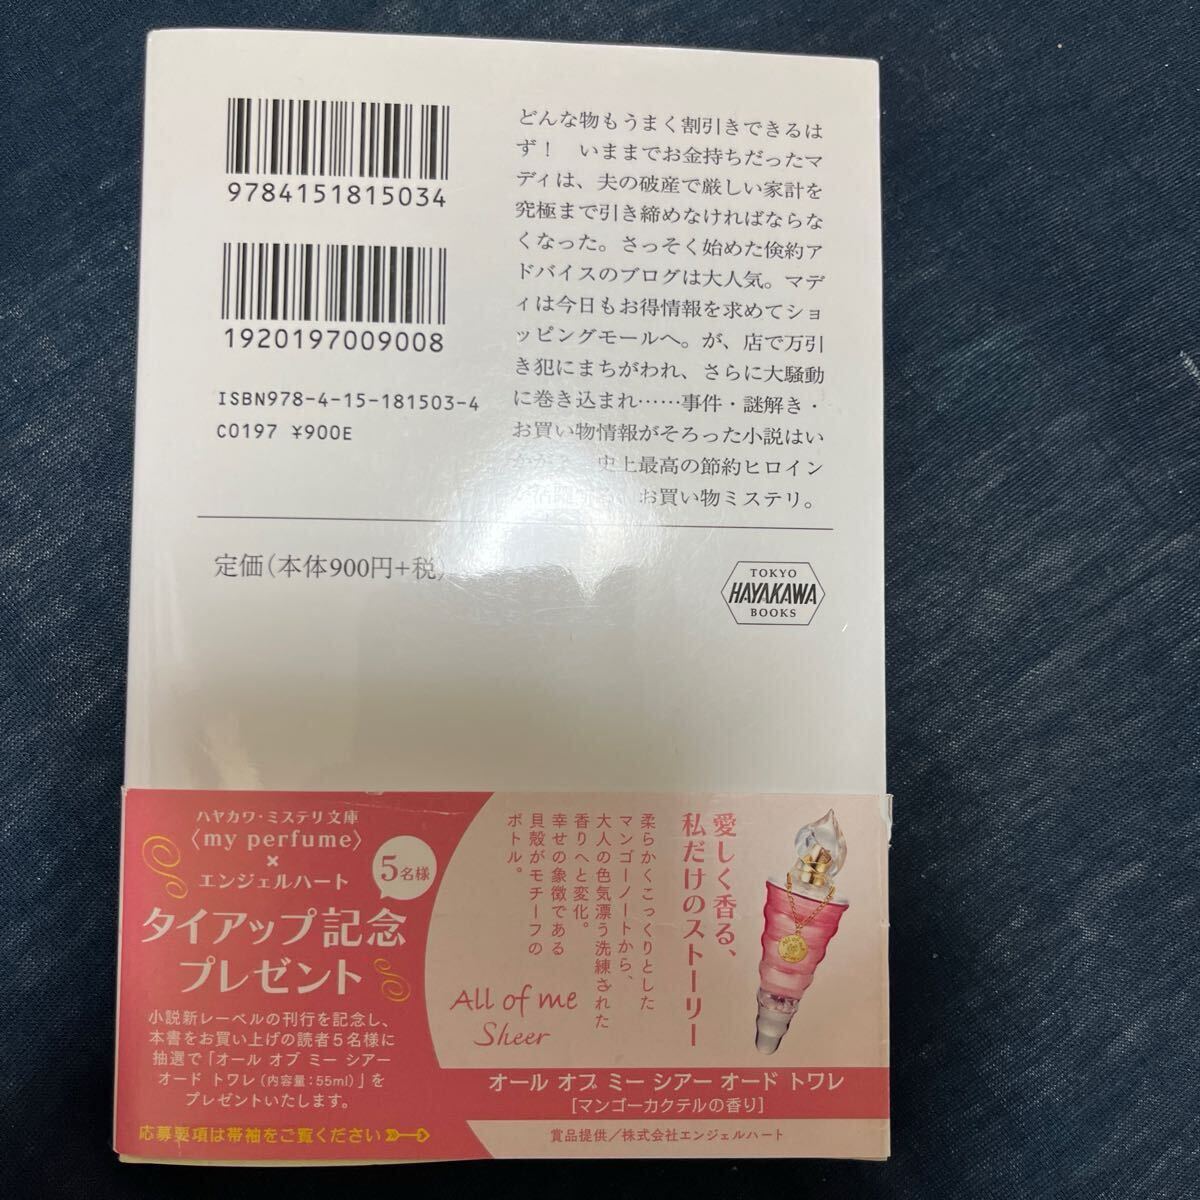 9784151815034
1920197009008
ISBN978-4-15-181503-4
C0197 ¥900E
どんな物もうまく割引きできるは
ず！　いままでお金持ちだったマ
ディは、夫の破産で厳しい家計を
究極まで引き締めなければならな
くなった。さっそく始めた倹約ア
ドバイスのブログは大人気。マデ
ィは今日もお得情報を求めてショ
ッピングモールへ。が、店で万引
き犯にまちがわれ、さらに大騒動
に巻き込まれ……事件・謎解き・
お買い物情報がそろった小説はい
かが？　史上最高の節約ヒロイン
お買い物ミステリ。
定価（本体900円+税）
TOKYO
HAYAKAWA
BOOKS
ハヤカワ・ミステリ文庫
〈my perfume〉
×
エンジェルハート
5名様
タイアップ記念
プレゼント
小説新レーベルの刊行を記念し、
本書をお買い上げの読者5名様に
抽選で「オール オブ ミー シアー
オード トワレ（内容量：55ml）」を
プレゼントいたします。
応募要項は帯袖をご覧ください
愛しく香る、
私だけのストーリー
柔らかくこっくりとした
マンゴーノートから、
大人の色気漂う洗練された
香りへと変化。
幸せの象徴である
貝殻がモチーフの
ボトル。
All of me
Sheer
All of me
オール オブ ミー シアー オード トワレ
［マンゴーカクテルの香り］
賞品提供／株式会社エンジェルハート